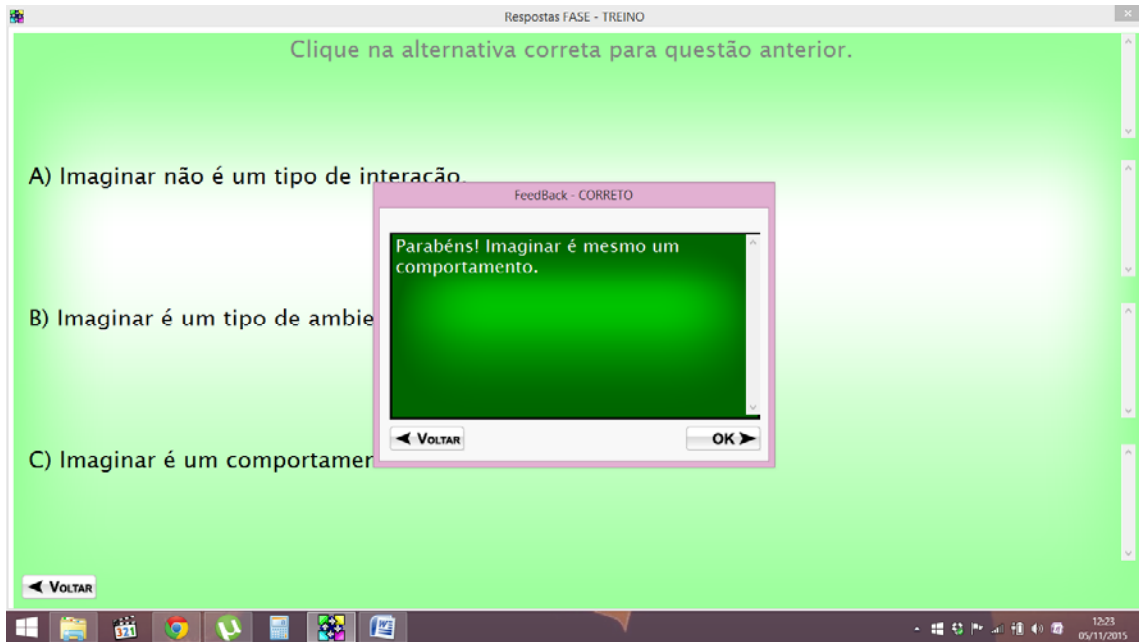 Respostas FASE - TREINO
Clique na alternativa correta para questão anterior.
A) Imaginar não é um tipo de interação.
FeedBack - CORRETO
Parabéns! Imaginar é mesmo um
comportamento.
B) Imaginar é um tipo de ambie
VOLTAR
OK
C) Imaginar é um comportamen
VOLTAR
321
12:23
05/11/2015